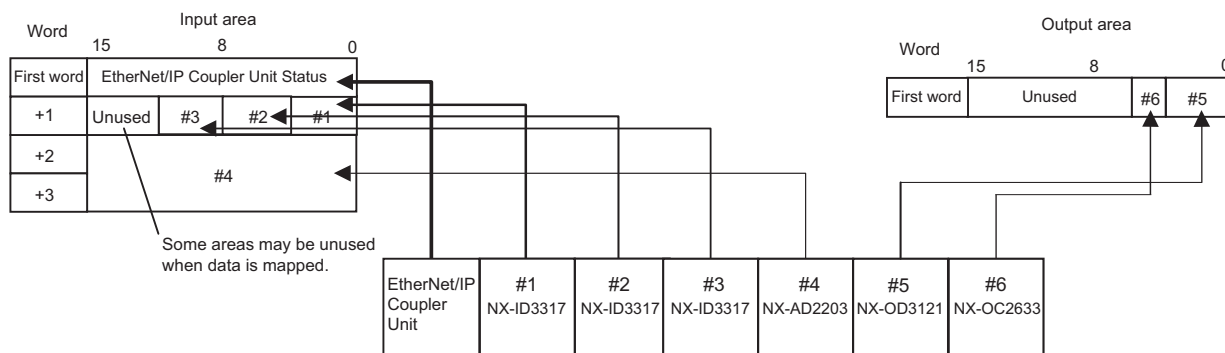 Input area
Word
15 8 0
First word EtherNet/IP Coupler Unit Status
+1 Unused #3 #2 #1
+2
#4
+3
Some areas may be unused
when data is mapped.
Output area
Word
15 8 0
First word Unused #6 #5
EtherNet/IP
Coupler
Unit
#1
NX-ID3317
#2
NX-ID3317
#3
NX-ID3317
#4
NX-AD2203
#5
NX-OD3121
#6
NX-OC2633